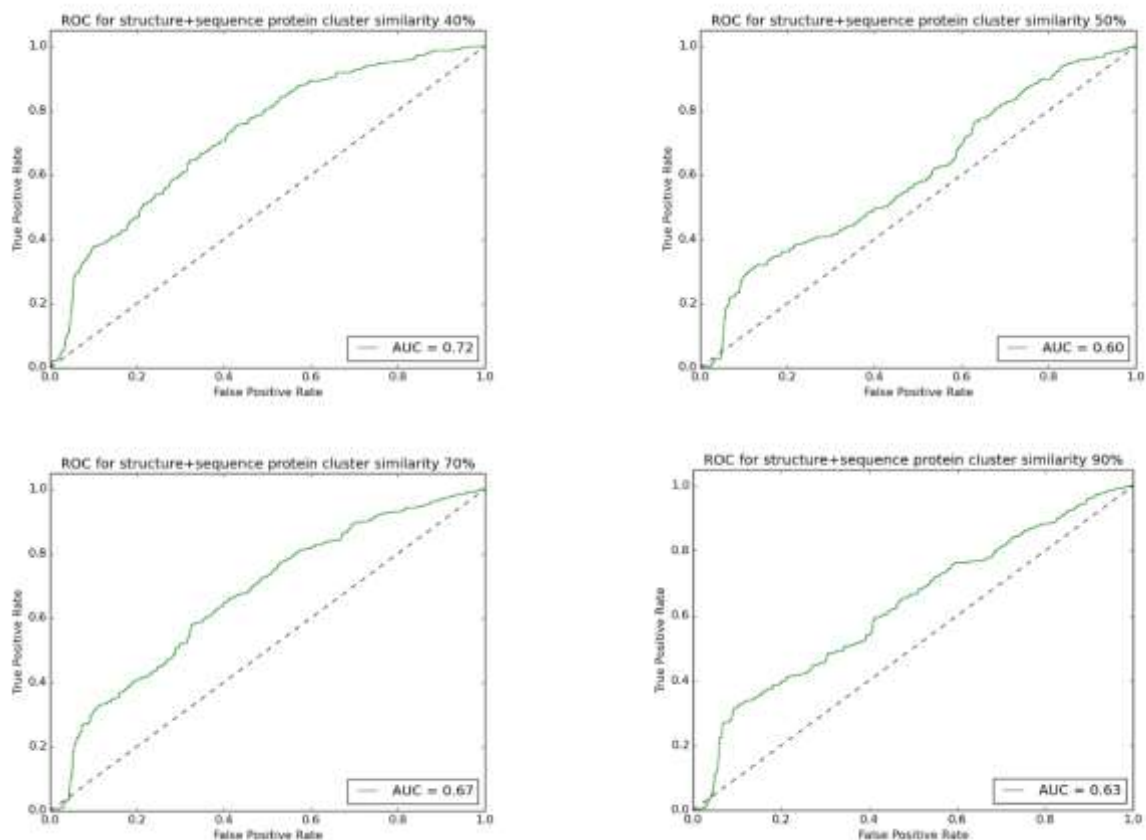 ROC for structure+sequence protein cluster similarity 40%
1.0
0.8
0.6
0.4
0.2
0.0
True Positive Rate
0.0 0.2 0.4 0.6 0.8 1.0
False Positive Rate
AUC = 0.72
ROC for structure+sequence protein cluster similarity 50%
1.0
0.8
0.6
0.4
0.2
0.0
True Positive Rate
0.0 0.2 0.4 0.6 0.8 1.0
False Positive Rate
AUC = 0.60
ROC for structure+sequence protein cluster similarity 70%
1.0
0.8
0.6
0.4
0.2
0.0
True Positive Rate
0.0 0.2 0.4 0.6 0.8 1.0
False Positive Rate
AUC = 0.67
ROC for structure+sequence protein cluster similarity 90%
1.0
0.8
0.6
0.4
0.2
0.0
True Positive Rate
0.0 0.2 0.4 0.6 0.8 1.0
False Positive Rate
AUC = 0.63